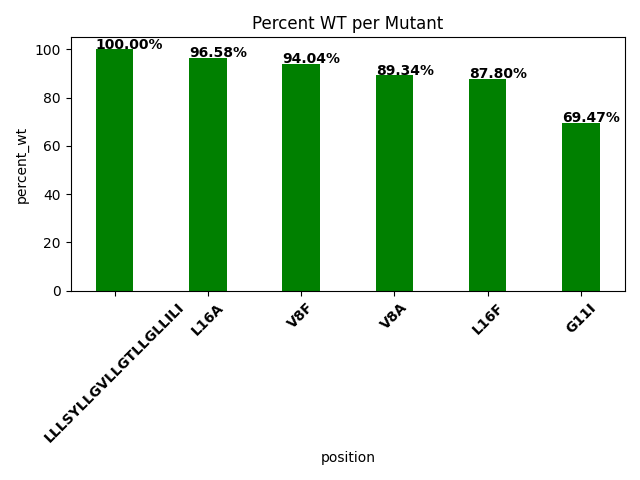 Percent WT per Mutant
percent_wt
100
80
60
40
20
0
100.00%
96.58%
94.04%
89.34%
87.80%
69.47%
LLLSYLLGVLLGTLLGLLILI
L16A
V8F
V8A
L16F
G11I
position